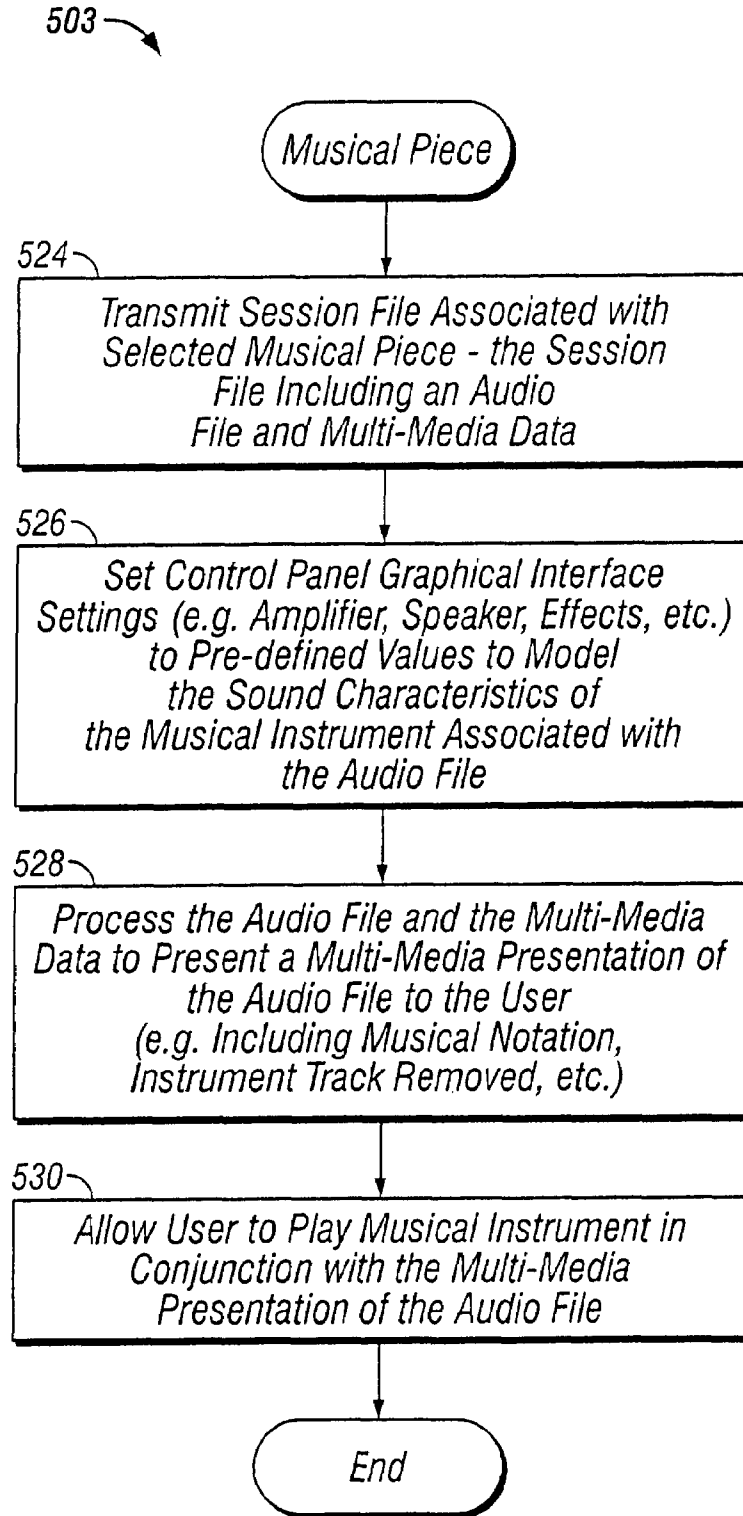 503
Musical Piece
524
Transmit Session File Associated with
Selected Musical Piece - the Session
File Including an Audio
File and Multi-Media Data
526
Set Control Panel Graphical Interface
Settings (e.g. Amplifier, Speaker, Effects, etc.)
to Pre-defined Values to Model
the Sound Characteristics of
the Musical Instrument Associated with
the Audio File
528
Process the Audio File and the Multi-Media
Data to Present a Multi-Media Presentation of
the Audio File to the User
(e.g. Including Musical Notation,
Instrument Track Removed, etc.)
530
Allow User to Play Musical Instrument in
Conjunction with the Multi-Media
Presentation of the Audio File
End